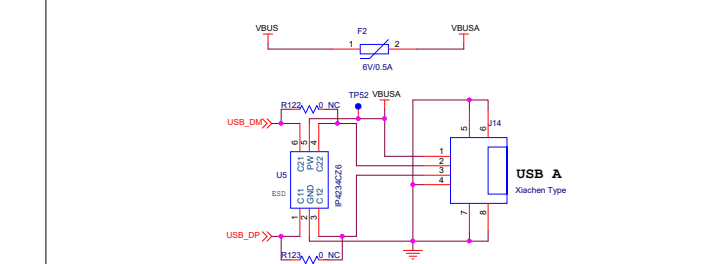 VBUS
F2
VBUSA
1
2
6V/0.5A
TP52
VBUSA
R122
0_NC
USB_DM
6
5
4
C21
PW
C22
U5
ESD
C11
GND
C12
IP4234CZ6
1
2
3
USB_DP
R123
0_NC
5
6
J14
1
2
3
4
7
8
USB A
Xiachen Type